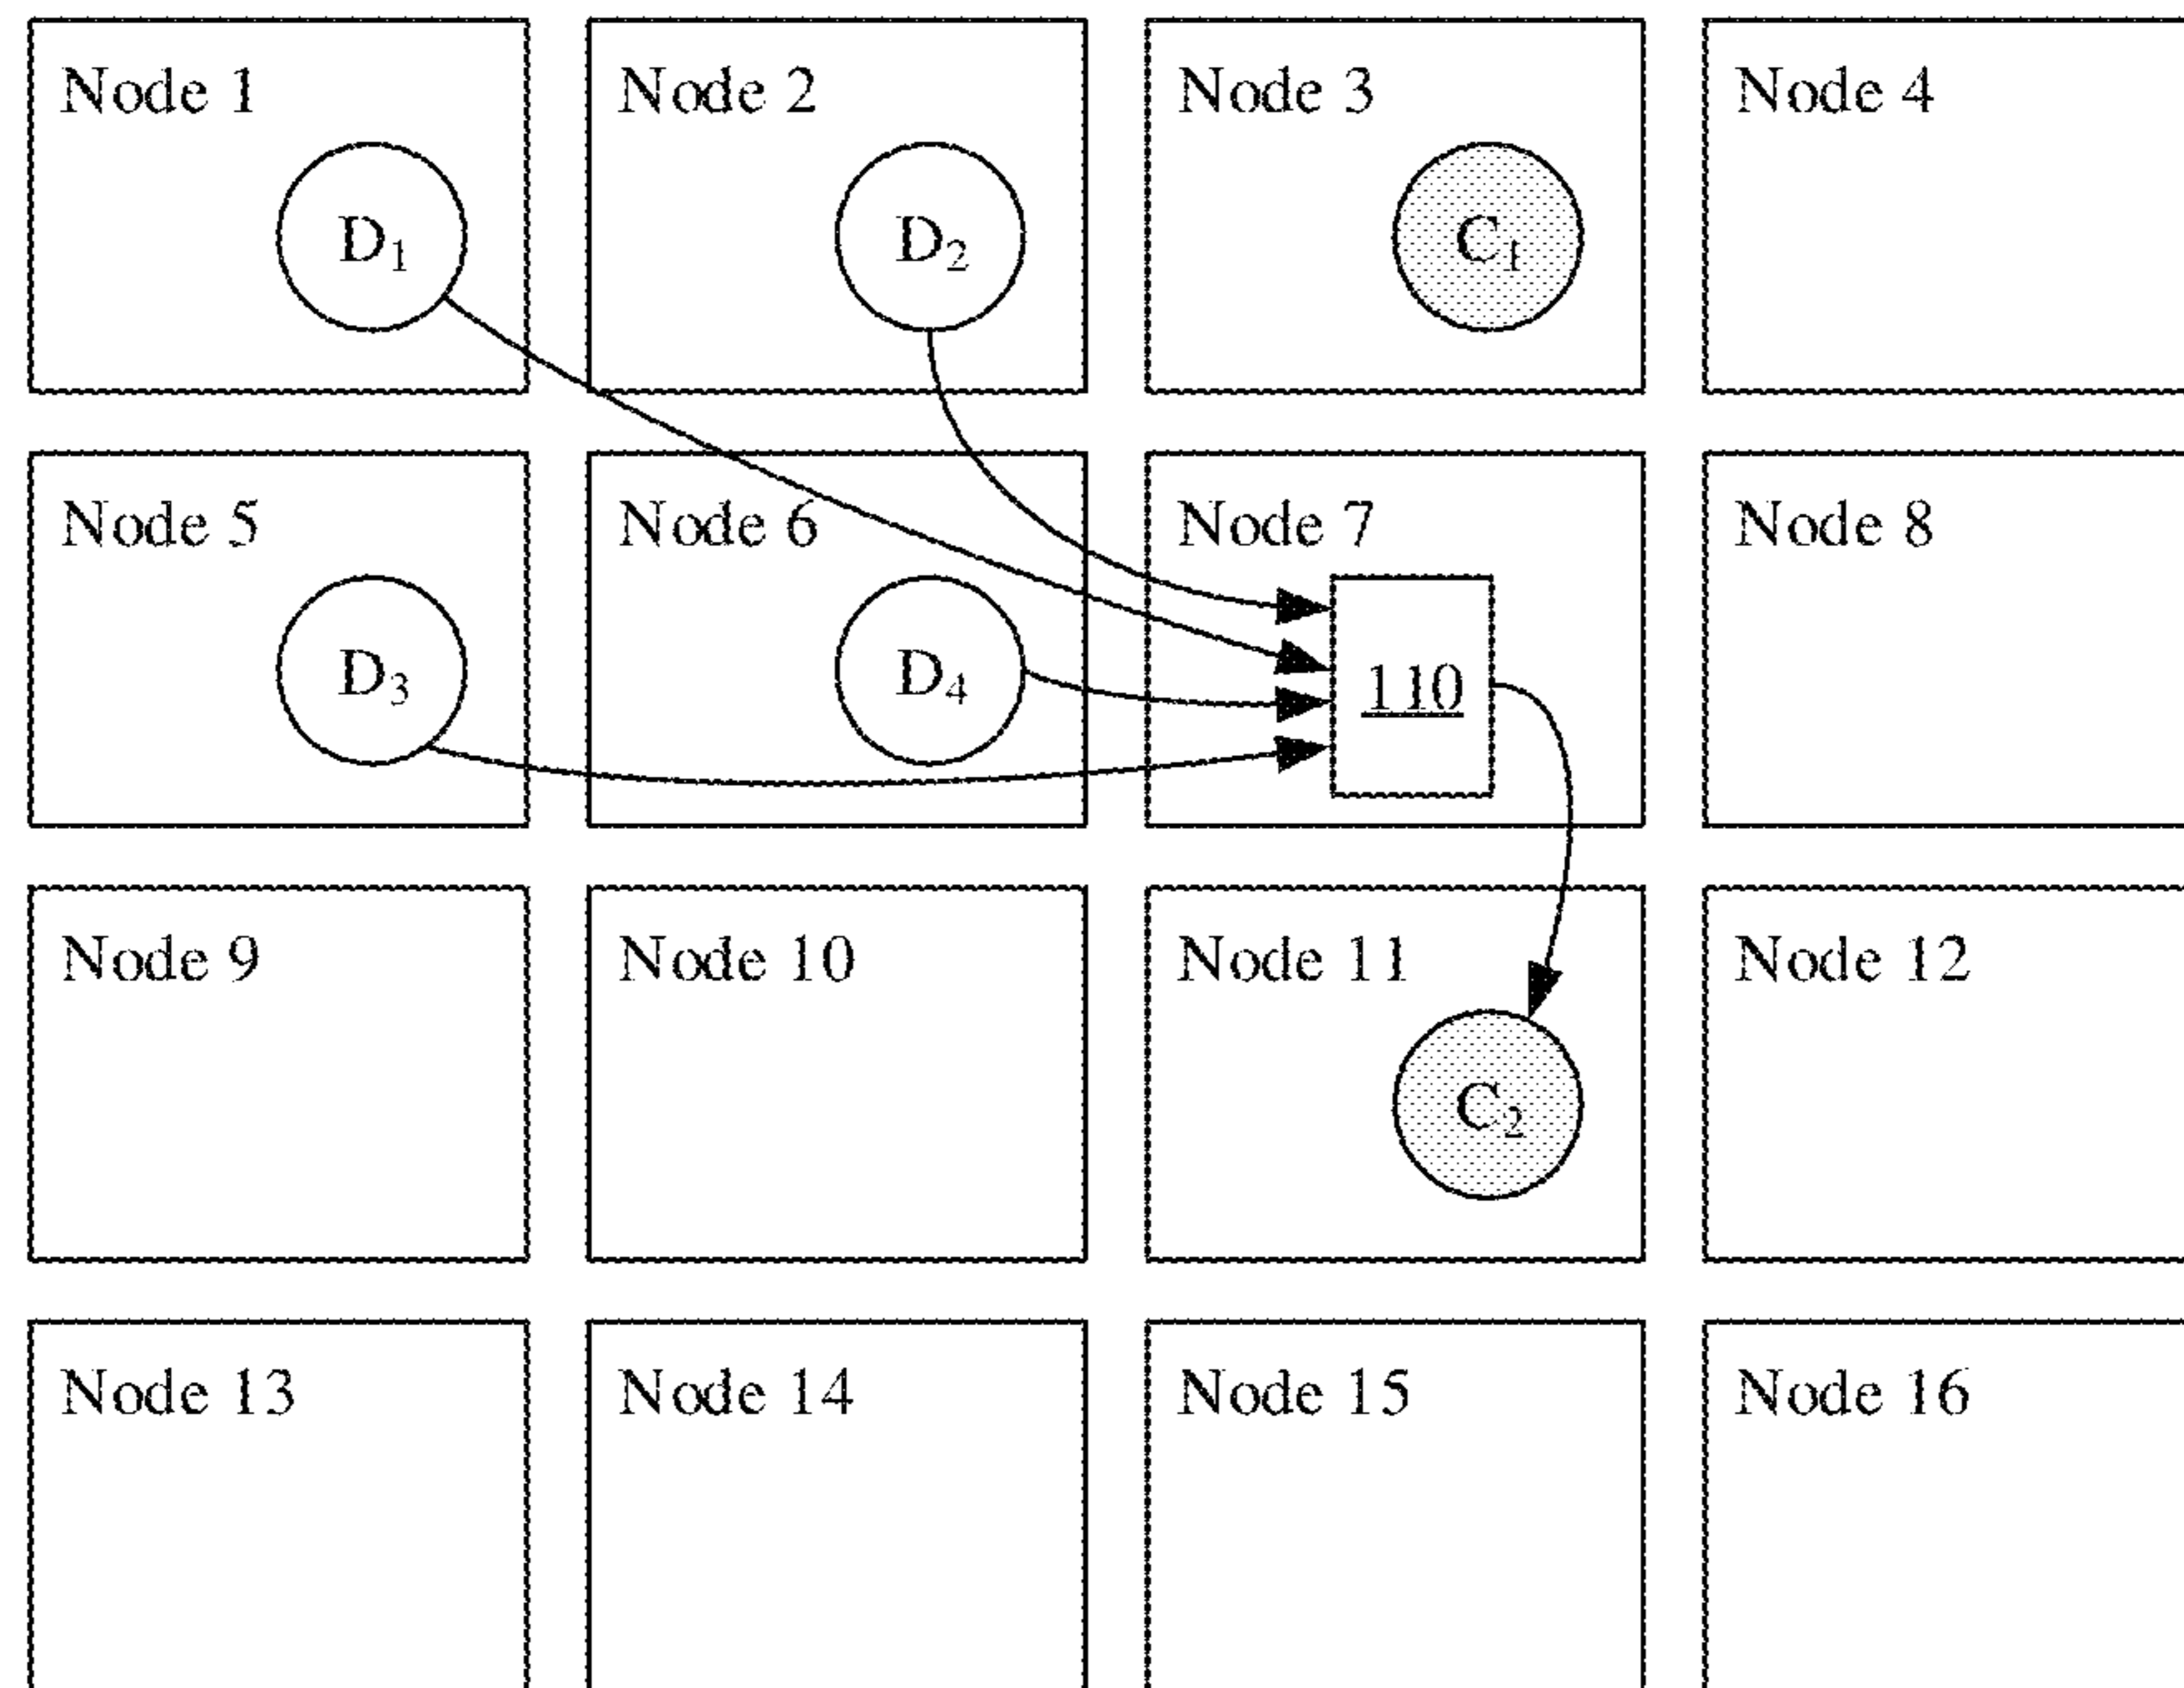 Node 1
Node 2
Node 3
Node 4
D₁
D₂
C₁
Node 5
Node 6
Node 7
Node 8
D₃
D₄
110
Node 9
Node 10
Node 11
Node 12
C₂
Node 13
Node 14
Node 15
Node 16